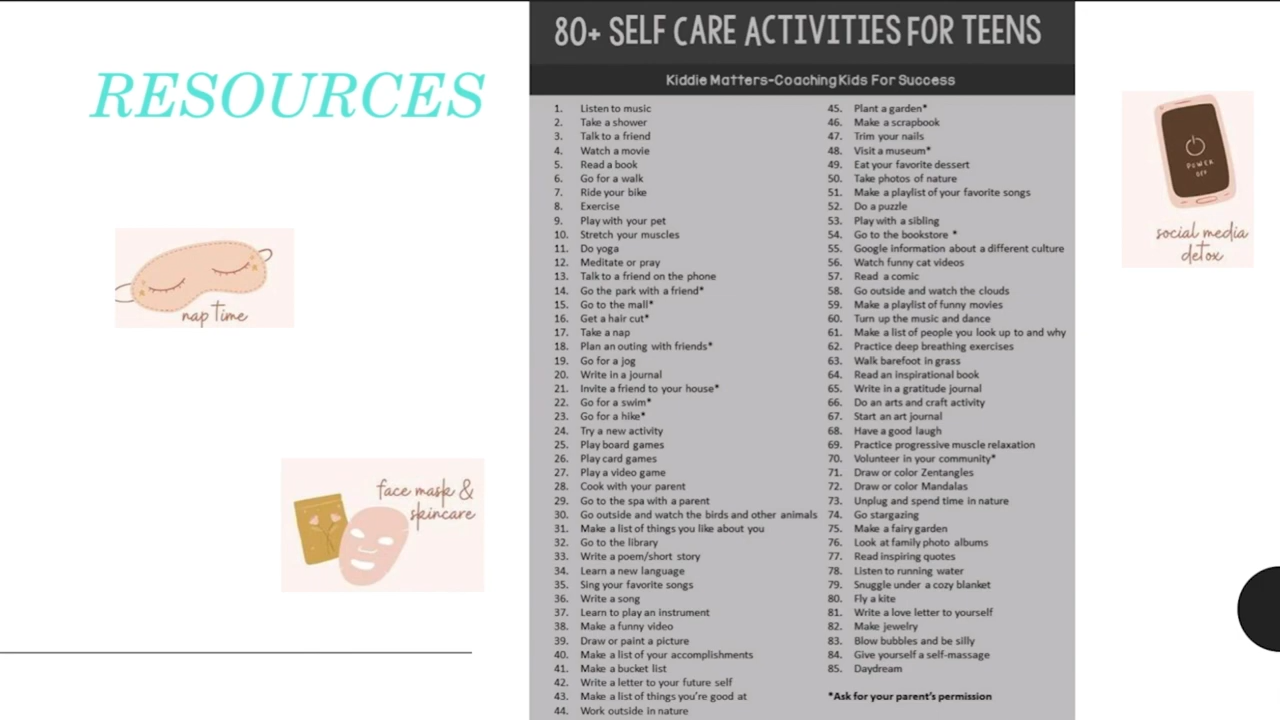 RESOURCES
nap time
face mask &
skincare
80+ SELF CARE ACTIVITIES FOR TEENS
Kiddie Matters-Coaching Kids For Success
1. Listen to music
2. Take a shower
3. Talk to a friend
4. Watch a movie
5. Read a book
6. Go for a walk
7. Ride your bike
8. Exercise
9. Play with your pet
10. Stretch your muscles
11. Do yoga
12. Meditate or pray
13. Talk to a friend on the phone
14. Go the park with a friend*
15. Go to the mall*
16. Get a hair cut*
17. Take a nap
18. Plan an outing with friends*
19. Go for a jog
20. Write in a journal
21. Invite a friend to your house*
22. Go for a swim*
23. Go for a hike*
24. Try a new activity
25. Play board games
26. Play card games
27. Play a video game
28. Cook with your parent
29. Go to the spa with a parent
30. Go outside and watch the birds and other animals
31. Make a list of things you like about you
32. Go to the library
33. Write a poem/short story
34. Learn a new language
35. Sing your favorite songs
36. Write a song
37. Learn to play an instrument
38. Make a funny video
39. Draw or paint a picture
40. Make a list of your accomplishments
41. Make a bucket list
42. Write a letter to your future self
43. Make a list of things you're good at
44. Work outside in nature
45. Plant a garden*
46. Make a scrapbook
47. Trim your nails
48. Visit a museum*
49. Eat your favorite dessert
50. Take photos of nature
51. Make a playlist of your favorite songs
52. Do a puzzle
53. Play with a sibling
54. Go to the bookstore *
55. Google information about a different culture
56. Watch funny cat videos
57. Read a comic
58. Go outside and watch the clouds
59. Make a playlist of funny movies
60. Turn up the music and dance
61. Make a list of people you look up to and why
62. Practice deep breathing exercises
63. Walk barefoot in grass
64. Read an inspirational book
65. Write in a gratitude journal
66. Do an arts and craft activity
67. Start an art journal
68. Have a good laugh
69. Practice progressive muscle relaxation
70. Volunteer in your community*
71. Draw or color Zentangles
72. Draw or color Mandalas
73. Unplug and spend time in nature
74. Go stargazing
75. Make a fairy garden
76. Look at family photo albums
77. Read inspiring quotes
78. Listen to running water
79. Snuggle under a cozy blanket
80. Fly a kite
81. Write a love letter to yourself
82. Make jewelry
83. Blow bubbles and be silly
84. Give yourself a self-massage
85. Daydream
*Ask for your parent's permission
POWER
OFF
social media
detox